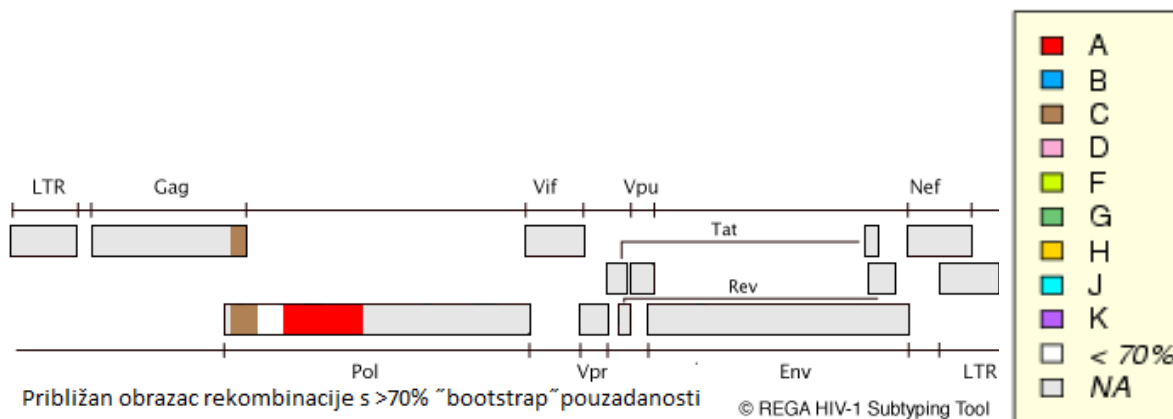 LTR Gag Vif Vpu Nef
Tat
Rev
Pol Vpr Env LTR
Približan obrazac rekombinacije s >70% ˝bootstrap˝pouzdanosti
© REGA HIV-1 Subtyping Tool
A
B
C
D
F
G
H
J
K
< 70%
NA